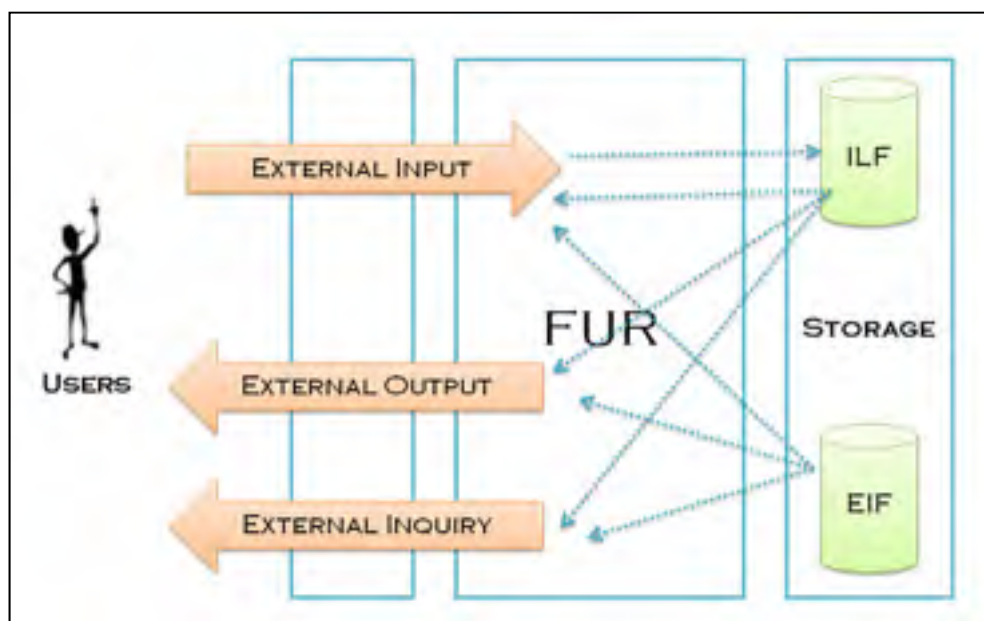 EXTERNAL INPUT
ILF
FUR
STORAGE
USERS
EXTERNAL OUTPUT
EXTERNAL INQUIRY
EIF